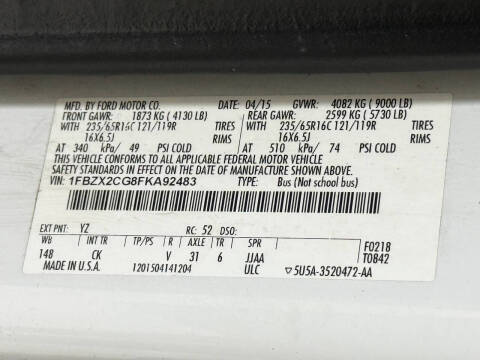 MFD. BY FORD MOTOR CO. DATE: 04/15 GVWR: 4082 KG ( 9000 LB)
FRONT GAWR: 1873 KG ( 4130 LB) REAR GAWR: 2599 KG ( 5730 LB)
WITH 235/65R16C 121/119R TIRES WITH 235/65R16C 121/119R TIRES
16X6.5J RIMS 16X6.5J RIMS
AT 340 kPa/ 49 PSI COLD AT 510 kPa/ 74 PSI COLD
THIS VEHICLE CONFORMS TO ALL APPLICABLE FEDERAL MOTOR VEHICLE
SAFETY STANDARDS IN EFFECT ON THE DATE OF MANUFACTURE SHOWN ABOVE.
VIN: 1FBZX2CG8FKA92483 TYPE: Bus (Not school bus)
EXT PNT: YZ RC: 52 DSO:
WB INT TR TP/PS R AXLE TR SPR F0218
148 CK V 31 6 JJAA T0842
MADE IN U.S.A. 1201504141204 ULC ▽5U5A-3520472-AA